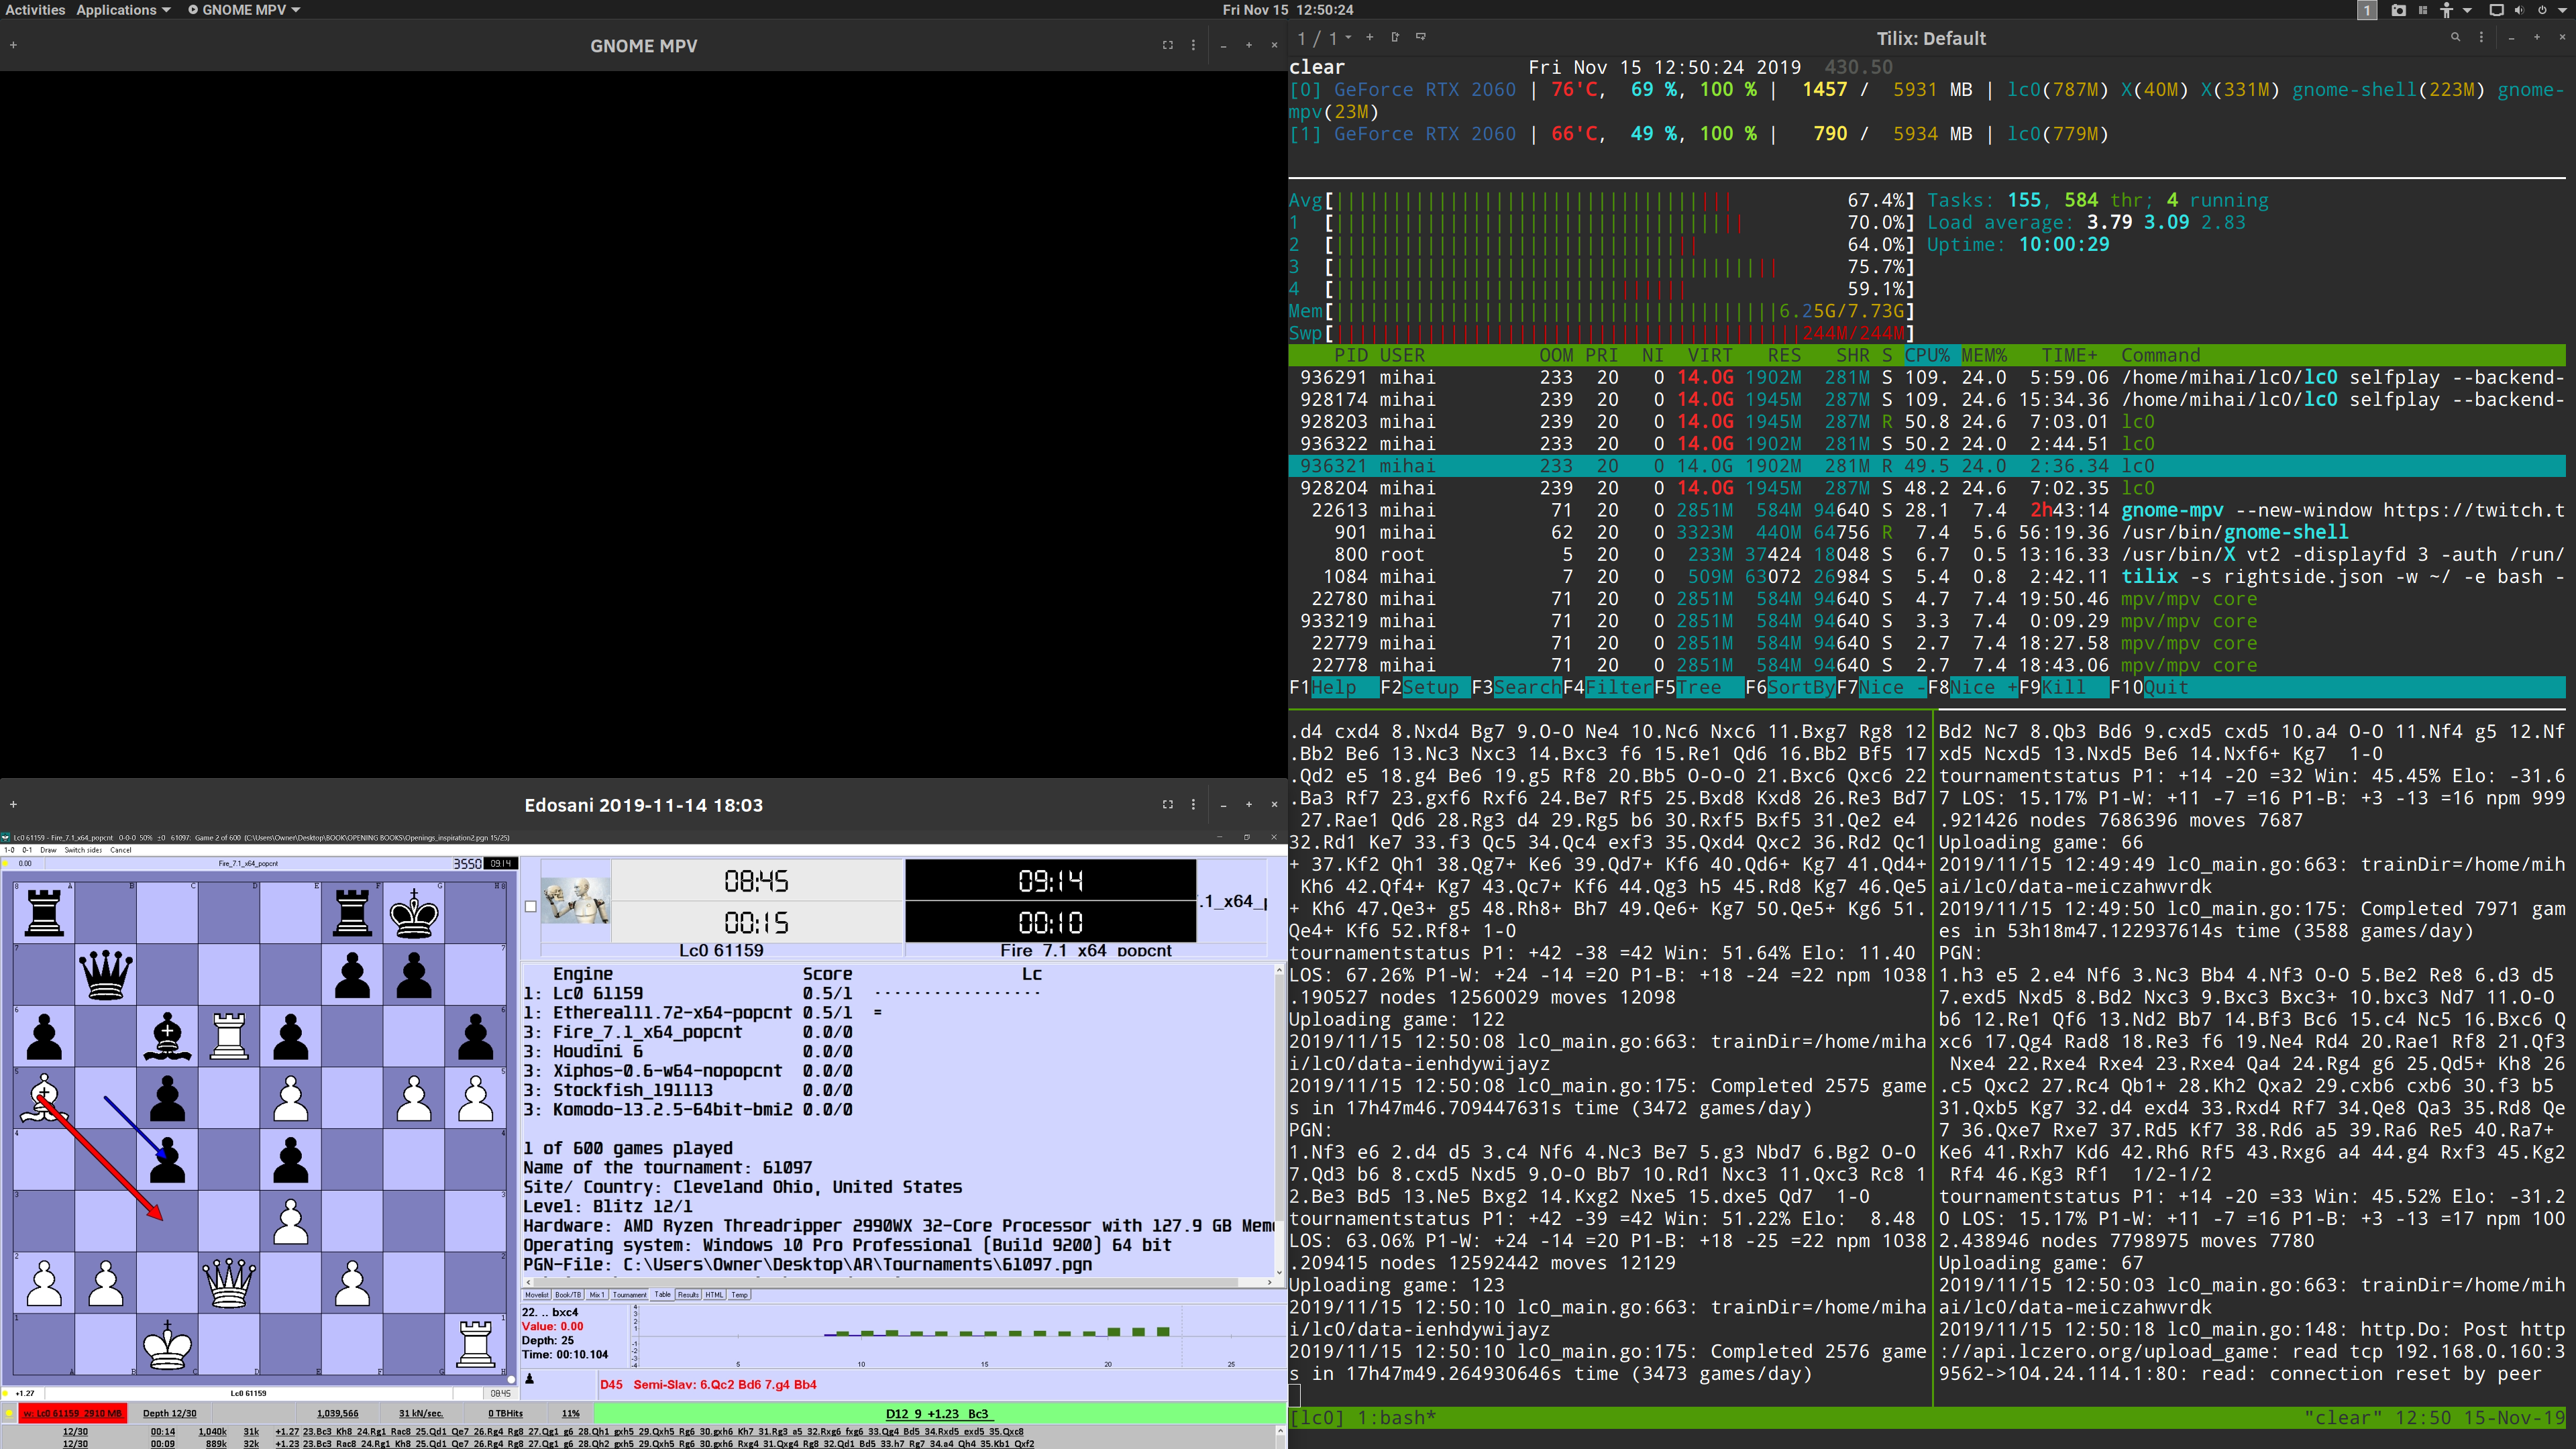 Activities Applications GNOME MPV
Fri Nov 15 12:50:24
1
GNOME MPV
1 / 1
Tilix: Default
clear Fri Nov 15 12:50:24 2019 430.50
[0] GeForce RTX 2060 | 76'C, 69 %, 100 % | 1457 / 5931 MB | lc0(787M) X(40M) X(331M) gnome-shell(223M) gnome-
mpv(23M)
[1] GeForce RTX 2060 | 66'C, 49 %, 100 % | 790 / 5934 MB | lc0(779M)
Avg[ 67.4%] Tasks: 155, 584 thr; 4 running
1 [ 70.0%] Load average: 3.79 3.09 2.83
2 [ 64.0%] Uptime: 10:00:29
3 [ 75.7%]
4 [ 59.1%]
Mem[ 6.25G/7.73G]
Swp[ 244M/244M]
PID USER OOM PRI NI VIRT RES SHR S CPU% MEM% TIME+ Command
936291 mihai 233 20 0 14.0G 1902M 281M S 109. 24.0 5:59.06 /home/mihai/lc0/lc0 selfplay --backend-
928174 mihai 239 20 0 14.0G 1945M 287M S 109. 24.6 15:34.36 /home/mihai/lc0/lc0 selfplay --backend-
928203 mihai 239 20 0 14.0G 1945M 287M R 50.8 24.6 7:03.01 lc0
936322 mihai 233 20 0 14.0G 1902M 281M S 50.2 24.0 2:44.51 lc0
936321 mihai 233 20 0 14.0G 1902M 281M R 49.5 24.0 2:36.34 lc0
928204 mihai 239 20 0 14.0G 1945M 287M S 48.2 24.6 7:02.35 lc0
22613 mihai 71 20 0 2851M 584M 94640 S 28.1 7.4 2h43:14 gnome-mpv --new-window https://twitch.t
901 mihai 62 20 0 3323M 440M 64756 R 7.4 5.6 56:19.36 /usr/bin/gnome-shell
800 root 5 20 0 233M 37424 18048 S 6.7 0.5 13:16.33 /usr/bin/X vt2 -displayfd 3 -auth /run/
1084 mihai 7 20 0 509M 63072 26984 S 5.4 0.8 2:42.11 tilix -s rightside.json -w ~/ -e bash -
22780 mihai 71 20 0 2851M 584M 94640 S 4.7 7.4 19:50.46 mpv/mpv core
933219 mihai 71 20 0 2851M 584M 94640 S 3.3 7.4 0:09.29 mpv/mpv core
22779 mihai 71 20 0 2851M 584M 94640 S 2.7 7.4 18:27.58 mpv/mpv core
22778 mihai 71 20 0 2851M 584M 94640 S 2.7 7.4 18:43.06 mpv/mpv core
F1Help F2Setup F3SearchF4FilterF5Tree F6SortByF7Nice -F8Nice +F9Kill F10Quit
.d4 cxd4 8.Nxd4 Bg7 9.O-O Ne4 10.Nc6 Nxc6 11.Bxg7 Rg8 12
.Bb2 Be6 13.Nc3 Nxc3 14.Bxc3 f6 15.Re1 Qd6 16.Bb2 Bf5 17
.Qd2 e5 18.g4 Be6 19.g5 Rf8 20.Bb5 O-O-O 21.Bxc6 Qxc6 22
.Ba3 Rf7 23.gxf6 Rxf6 24.Be7 Rf5 25.Bxd8 Kxd8 26.Re3 Bd7
27.Rae1 Qd6 28.Rg3 d4 29.Rg5 b6 30.Rxf5 Bxf5 31.Qe2 e4
32.Rd1 Ke7 33.f3 Qc5 34.Qc4 exf3 35.Qxd4 Qxc2 36.Rd2 Qc1
+ 37.Kf2 Qh1 38.Qg7+ Ke6 39.Qd7+ Kf6 40.Qd6+ Kg7 41.Qd4+
Kh6 42.Qf4+ Kg7 43.Qc7+ Kf6 44.Qg3 h5 45.Rd8 Kg7 46.Qe5
+ Kh6 47.Qe3+ g5 48.Rh8+ Bh7 49.Qe6+ Kg7 50.Qe5+ Kg6 51.
Qe4+ Kf6 52.Rf8+ 1-0
tournamentstatus P1: +42 -38 =42 Win: 51.64% Elo: 11.40
LOS: 67.26% P1-W: +24 -14 =20 P1-B: +18 -24 =22 npm 1038
.190527 nodes 12560029 moves 12098
Uploading game: 122
2019/11/15 12:50:08 lc0_main.go:663: trainDir=/home/miha
i/lc0/data-ienhdywijayz
2019/11/15 12:50:08 lc0_main.go:175: Completed 2575 game
s in 17h47m46.709447631s time (3472 games/day)
PGN:
1.Nf3 e6 2.d4 d5 3.c4 Nf6 4.Nc3 Be7 5.g3 Nbd7 6.Bg2 O-O
7.Qd3 b6 8.cxd5 Nxd5 9.O-O Bb7 10.Rd1 Nxc3 11.Qxc3 Rc8 1
2.Be3 Bd5 13.Ne5 Bxg2 14.Kxg2 Nxe5 15.dxe5 Qd7 1-0
tournamentstatus P1: +42 -39 =42 Win: 51.22% Elo: 8.48
LOS: 63.06% P1-W: +24 -14 =20 P1-B: +18 -25 =22 npm 1038
.209415 nodes 12592442 moves 12129
Uploading game: 123
2019/11/15 12:50:10 lc0_main.go:663: trainDir=/home/miha
i/lc0/data-ienhdywijayz
2019/11/15 12:50:10 lc0_main.go:175: Completed 2576 game
s in 17h47m49.264930646s time (3473 games/day)
Bd2 Nc7 8.Qb3 Bd6 9.cxd5 cxd5 10.a4 O-O 11.Nf4 g5 12.Nf
xd5 Ncxd5 13.Nxd5 Be6 14.Nxf6+ Kg7 1-0
tournamentstatus P1: +14 -20 =32 Win: 45.45% Elo: -31.6
7 LOS: 15.17% P1-W: +11 -7 =16 P1-B: +3 -13 =16 npm 999
.921426 nodes 7686396 moves 7687
Uploading game: 66
2019/11/15 12:49:49 lc0_main.go:663: trainDir=/home/mih
ai/lc0/data-meiczahwvrdk
2019/11/15 12:49:50 lc0_main.go:175: Completed 7971 gam
es in 53h18m47.122937614s time (3588 games/day)
PGN:
1.h3 e5 2.e4 Nf6 3.Nc3 Bb4 4.Nf3 O-O 5.Be2 Re8 6.d3 d5
7.exd5 Nxd5 8.Bd2 Nxc3 9.Bxc3 Bxc3+ 10.bxc3 Nd7 11.O-O
b6 12.Re1 Qf6 13.Nd2 Bb7 14.Bf3 Bc6 15.c4 Nc5 16.Bxc6 Q
xc6 17.Qg4 Rad8 18.Re3 f6 19.Ne4 Rd4 20.Rae1 Rf8 21.Qf3
Nxe4 22.Rxe4 Rxe4 23.Rxe4 Qa4 24.Rg4 g6 25.Qd5+ Kh8 26
.c5 Qxc2 27.Rc4 Qb1+ 28.Kh2 Qxa2 29.cxb6 cxb6 30.f3 b5
31.Qxb5 Kg7 32.d4 exd4 33.Rxd4 Rf7 34.Qe8 Qa3 35.Rd8 Qe
7 36.Qxe7 Rxe7 37.Rd5 Kf7 38.Rd6 a5 39.Ra6 Re5 40.Ra7+
Ke6 41.Rxh7 Kd6 42.Rh6 Rf5 43.Rxg6 a4 44.g4 Rxf3 45.Kg2
Rf4 46.Kg3 Rf1 1/2-1/2
tournamentstatus P1: +14 -20 =33 Win: 45.52% Elo: -31.2
0 LOS: 15.17% P1-W: +11 -7 =16 P1-B: +3 -13 =17 npm 100
2.438946 nodes 7798975 moves 7780
Uploading game: 67
2019/11/15 12:50:03 lc0_main.go:663: trainDir=/home/mih
ai/lc0/data-meiczahwvrdk
2019/11/15 12:50:18 lc0_main.go:148: http.Do: Post http
://api.lczero.org/upload_game: read tcp 192.168.0.160:3
9562->104.24.114.1:80: read: connection reset by peer
[lc0] 1:bash* "clear" 12:50 15-Nov-19
Edosani 2019-11-14 18:03
Lc0 61159 - Fire_7.1_x64_popcnt 0-0-0 50% ±0 61097: Game 2 of 600 (C:\Users\Owner\Desktop\BOOK\OPENING BOOKS\Openings_inspiration2.pgn 15/25)
1-0 0-1 Draw Switch sides Cancel
0.00 Fire_7.1_x64_popcnt 3550 09:14
08:45 09:14
00:15 00:10
.1_x64_p
Lc0 61159 Fire 7.1 x64 popcnt
Engine Score Lc
1: Lc0 61159 0.5/1 ·················
1: Ethereal11.72-x64-popcnt 0.5/1 =
3: Fire_7.1_x64_popcnt 0.0/0
3: Houdini 6 0.0/0
3: Xiphos-0.6-w64-nopopcnt 0.0/0
3: Stockfish_191113 0.0/0
3: Komodo-13.2.5-64bit-bmi2 0.0/0
1 of 600 games played
Name of the tournament: 61097
Site/ Country: Cleveland Ohio, United States
Level: Blitz 12/1
Hardware: AMD Ryzen Threadripper 2990WX 32-Core Processor with 127.9 GB Mem
Operating system: Windows 10 Pro Professional (Build 9200) 64 bit
PGN-File: C:\Users\Owner\Desktop\AR\Tournaments\61097.pgn
Movelist Book/TB Mix 1 Tournament Table Results HTML Temp
22. .. bxc4
Value: 0.00
Depth: 25
Time: 00:10.104
5 10 15 20 25
D45 Semi-Slav: 6.Qc2 Bd6 7.g4 Bb4
+1.27 Lc0 61159 08:45
w: Lc0 61159, 2910 MB Depth 12/30 1,039,566 31 kN/sec. 0 TBHits 11% D12 9 +1.23 Bc3
12/30 00:14 1,040k 31k +1.27 23.Bc3 Kh8 24.Rg1 Rac8 25.Qd1 Qe7 26.Rg4 Rg8 27.Qg1 g6 28.Qh1 gxh5 29.Qxh5 Rg6 30.gxh6 Kh7 31.Rg3 a5 32.Rxg6 fxg6 33.Qg4 Bd5 34.Rxd5 exd5 35.Qxc8
12/30 00:09 889k 32k +1.23 23.Bc3 Rac8 24.Rg1 Kh8 25.Qd1 Qe7 26.Rg4 Rg8 27.Qg1 g6 28.Qh1 gxh5 29.Qxh5 Rg6 30.gxh6 Rxg4 31.Qxg4 Rg8 32.Qd1 Bd5 33.h7 Rg7 34.a4 Qh4 35.Kb1 Qxf2